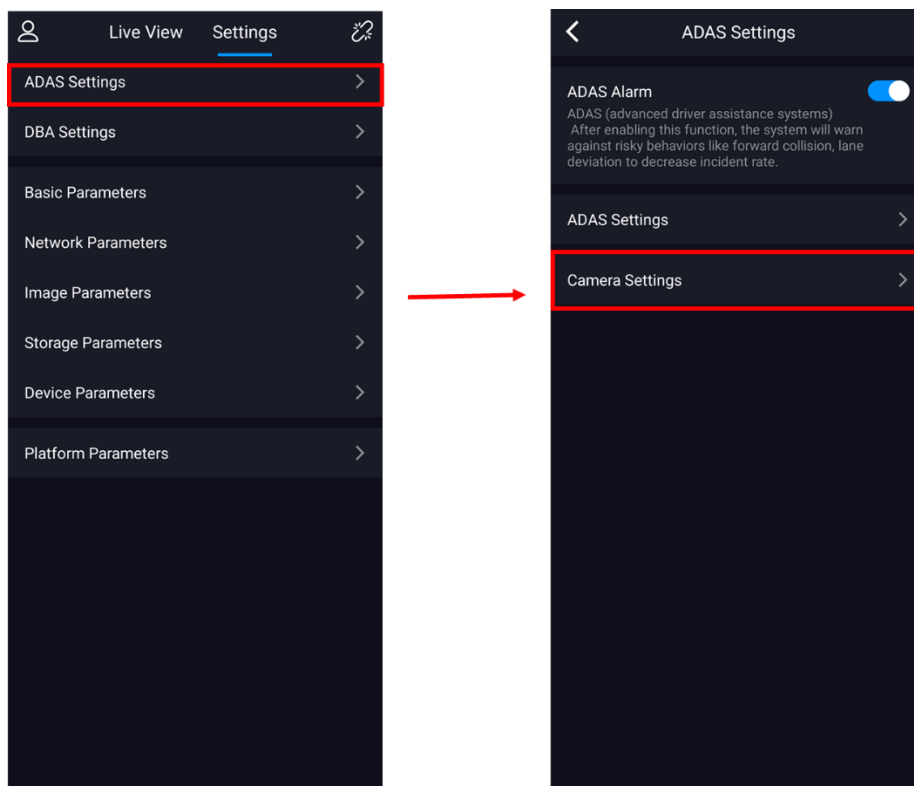 Live View Settings
ADAS Settings
DBA Settings
Basic Parameters
Network Parameters
Image Parameters
Storage Parameters
Device Parameters
Platform Parameters
ADAS Settings
ADAS Alarm
ADAS (advanced driver assistance systems)
After enabling this function, the system will warn
against risky behaviors like forward collision, lane
deviation to decrease incident rate.
ADAS Settings
Camera Settings